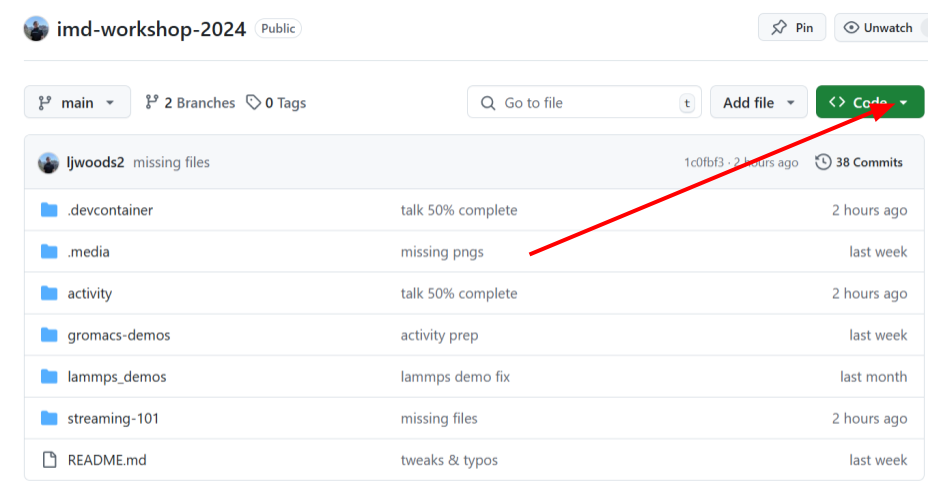 imd-workshop-2024 Public Pin Unwatch
main 2 Branches 0 Tags Go to file t Add file Code
ljwoods2 missing files 1c0fbf3 · 2 hours ago 38 Commits
.devcontainer talk 50% complete 2 hours ago
.media missing pngs last week
activity talk 50% complete 2 hours ago
gromacs-demos activity prep last week
lammps_demos lammps demo fix last month
streaming-101 missing files 2 hours ago
README.md tweaks & typos last week